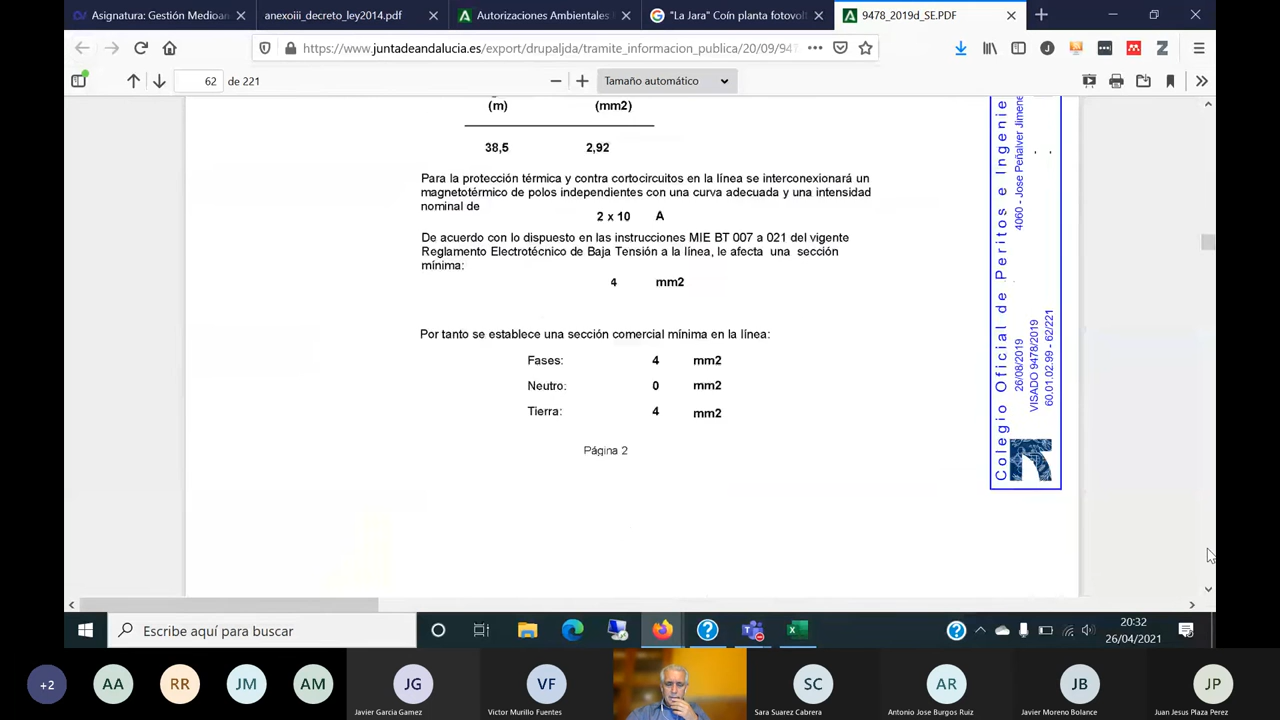 Asignatura: Gestión Medioam
anexoiii_decreto_ley2014.pdf
Autorizaciones Ambientales
"La Jara" Coín planta fotovol
9478_2019d_SE.PDF
https://www.juntadeandalucia.es/export/drupaljda/tramite_informacion_publica/20/09/947
62 de 221
Tamaño automático
(m) (mm2)
38,5 2,92
Para la protección térmica y contra cortocircuitos en la línea se interconexionará un
magnetotérmico de polos independientes con una curva adecuada y una intensidad
nominal de
2 x 10 A
De acuerdo con lo dispuesto en las instrucciones MIE BT 007 a 021 del vigente
Reglamento Electrotécnico de Baja Tensión a la línea, le afecta una sección
mínima:
4 mm2
Por tanto se establece una sección comercial mínima en la línea:
Fases: 4 mm2
Neutro: 0 mm2
Tierra: 4 mm2
Página 2
Colegio Oficial de Peritos e Ingenie
4060 - Jose Peñalver Jimene
26/08/2019
VISADO 9478/2019
60.01.02.99 - 62/221
Escribe aquí para buscar
20:32
26/04/2021
+2
AA
RR
JM
AM
JG
Javier Garcia Gamez
VF
Victor Murillo Fuentes
SC
Sara Suarez Cabrera
AR
Antonio Jose Burgos Ruiz
JB
Javier Moreno Bolance
JP
Juan Jesus Plaza Perez